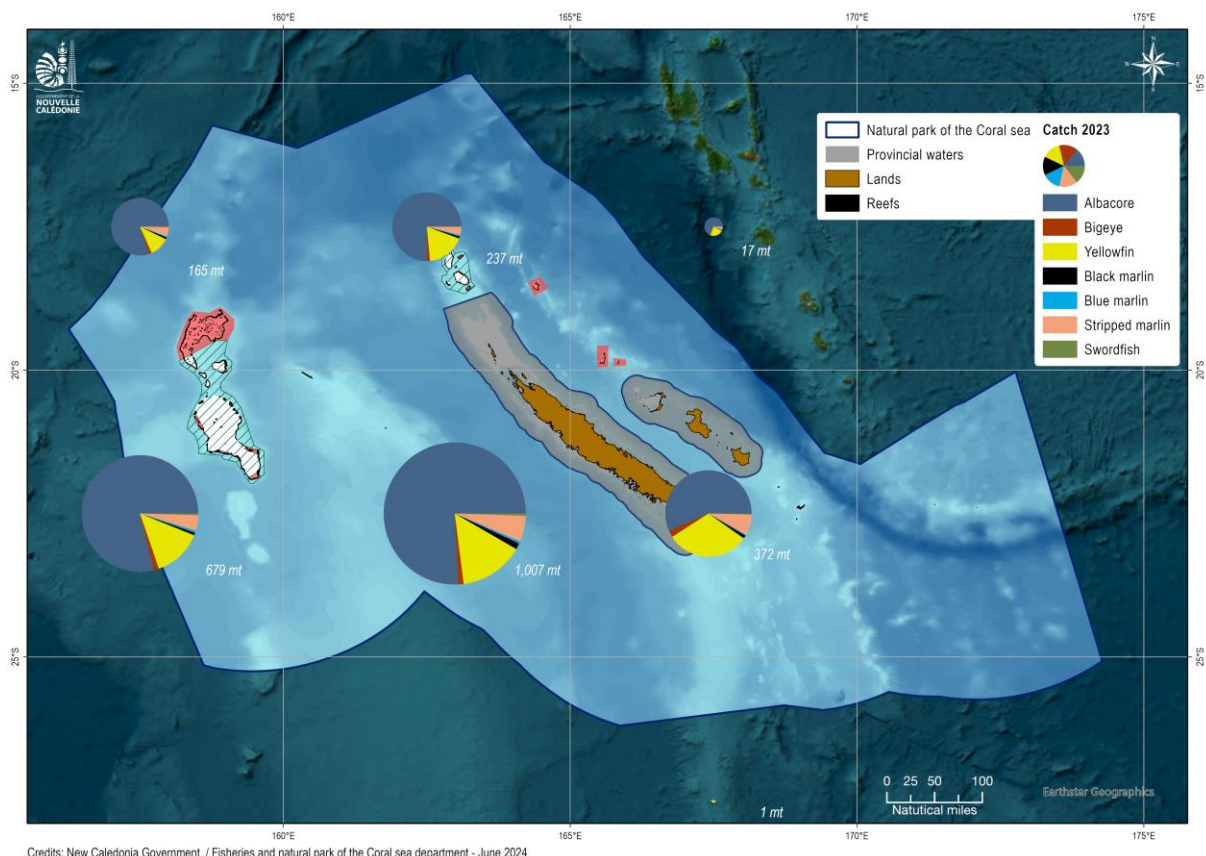 160°E 165°E 170°E 175°E
15°S 15°S
GOUVERNEMENT DE LA
NOUVELLE
CALÉDONIE
N
W E
S
Natural park of the Coral sea
Provincial waters
Lands
Reefs
Catch 2023
Albacore
Bigeye
Yellowfin
Black marlin
Blue marlin
Stripped marlin
Swordfish
165 mt
237 mt
17 mt
20°S 20°S
679 mt
1,007 mt
372 mt
25°S 25°S
0 25 50 100
Natutical miles
Earthstar Geographics
1 mt
160°E 165°E 170°E 175°E
Credits: New Caledonia Government / Fisheries and natural park of the Coral sea department - June 2024